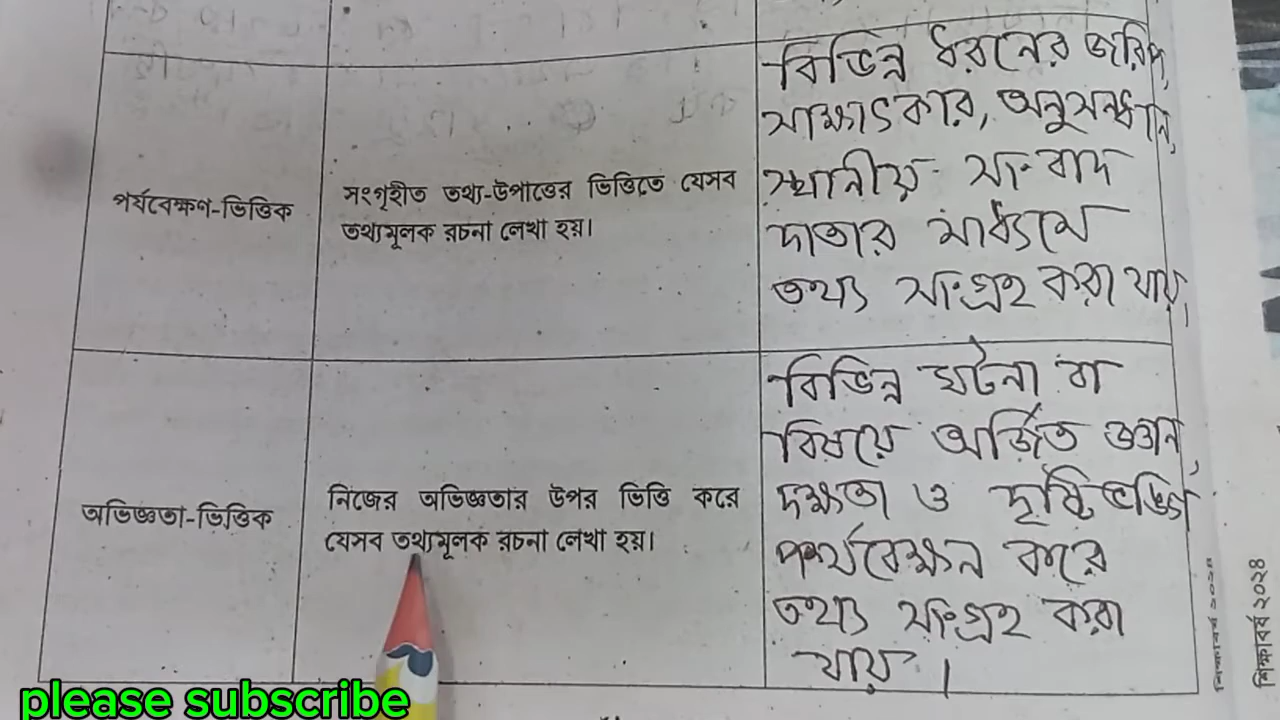 পর্যবেক্ষণ-ভিত্তিক
সংগৃহীত তথ্য-উপাত্তের ভিত্তিতে যেসব
তথ্যমূলক রচনা লেখা হয়।
বিভিন্ন ধরনের জরিপ,
সাক্ষাৎকার, অনুসন্ধান,
স্থানীয় সংবাদ
দাতার মাধ্যমে
তথ্য সংগ্রহ করা যায়।
অভিজ্ঞতা-ভিত্তিক
নিজের অভিজ্ঞতার উপর ভিত্তি করে
যেসব তথ্যমূলক রচনা লেখা হয়।
বিভিন্ন ঘটনা বা
বিষয়ে অর্জিত জ্ঞান,
দক্ষতা ও দৃষ্টিভঙ্গি
পর্যবেক্ষন করে
তথ্য সংগ্রহ করা
যায়।
শিক্ষাবর্ষ ২০২৪
please subscribe